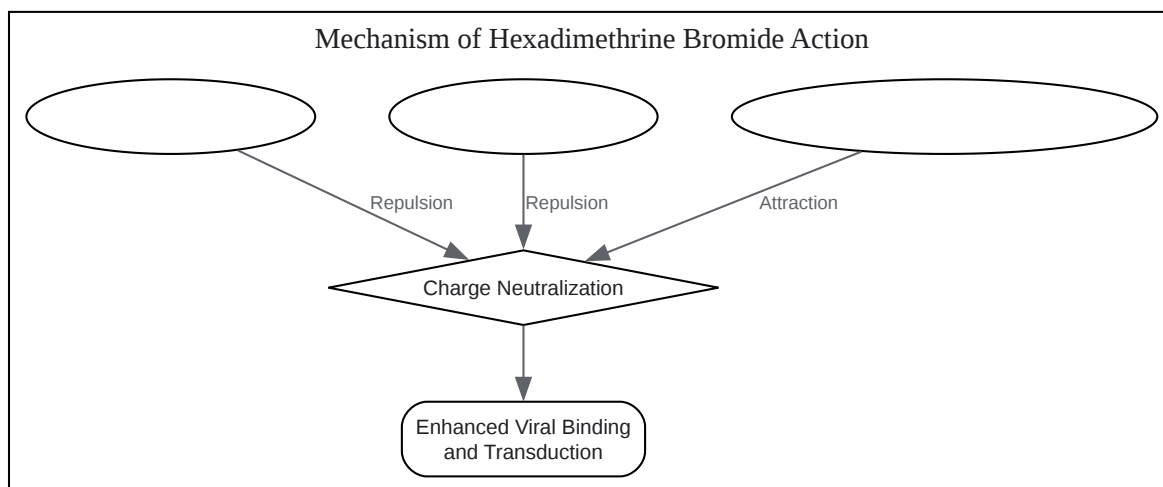 Mechanism of Hexadimethrine Bromide Action
Repulsion
Repulsion
Attraction
Charge Neutralization
Enhanced Viral Binding
and Transduction